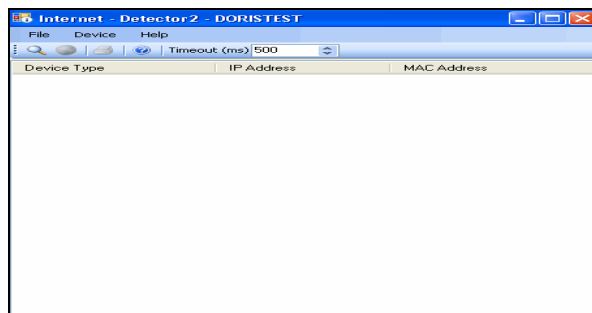 Internet - Detector2 - DORISTEST
File Device Help
Timeout (ms) 500
Device Type IP Address MAC Address